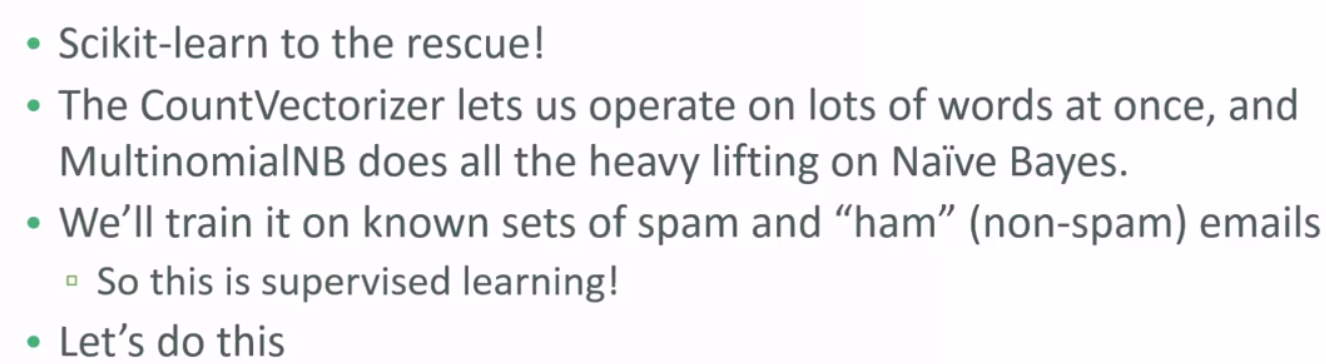 • Scikit-learn to the rescue!
• The CountVectorizer lets us operate on lots of words at once, and
MultinomialNB does all the heavy lifting on Naïve Bayes.
• We’ll train it on known sets of spam and “ham” (non-spam) emails
▫ So this is supervised learning!
• Let’s do this